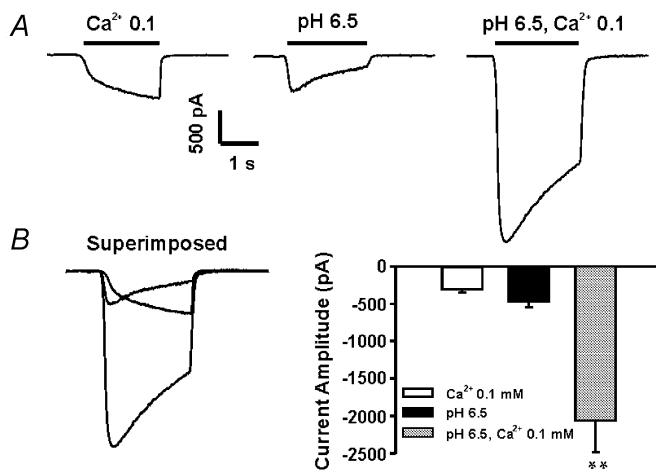 A
Ca²⁺ 0.1
pH 6.5
pH 6.5, Ca²⁺ 0.1
500 pA
1 s
B
Superimposed
Current Amplitude (pA)
0
-500
-1000
-1500
-2000
-2500
Ca²⁺ 0.1 mM
pH 6.5
pH 6.5, Ca²⁺ 0.1 mM
**